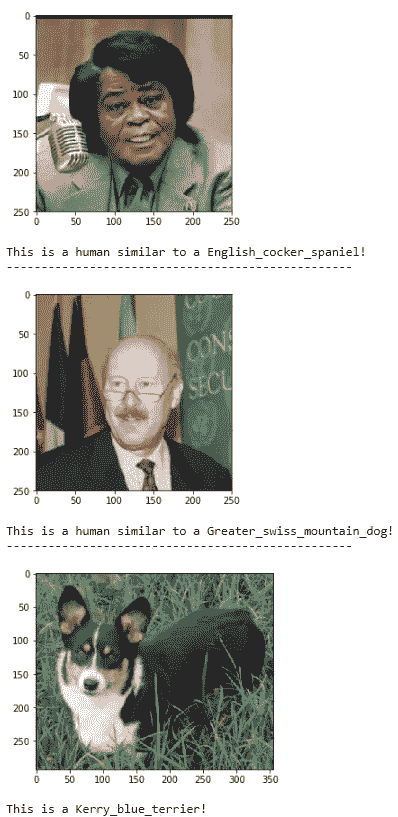 0
50
100
150
200
250
0 50 100 150 200 250
This is a human similar to a English_cocker_spaniel!
--------------------------------------------------
0
50
100
150
200
250
CONS
SECU
0 50 100 150 200 250
This is a human similar to a Greater_swiss_mountain_dog!
--------------------------------------------------
0
50
100
150
200
250
0 50 100 150 200 250 300 350
This is a Kerry_blue_terrier!